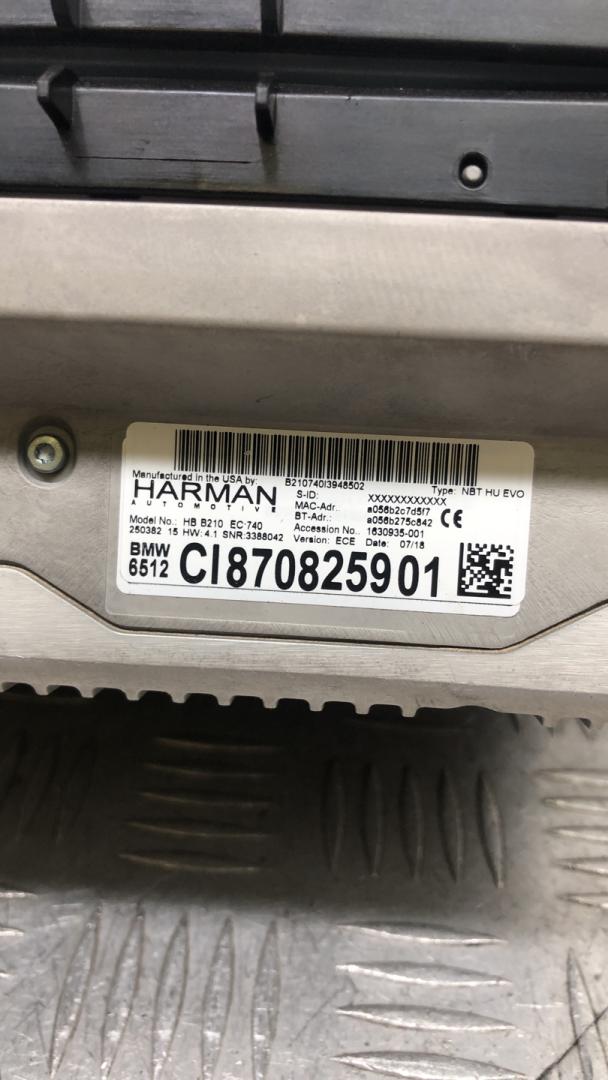 B210740I3948502
Manufactured in the USA by:
HARMAN
AUTOMOTIVE
Type: NBT HU EVO
S-ID: XXXXXXXXXXXX
MAC-Adr.: a056b2c7d5f7
BT-Adr.: a056b275c842 CE
Accession No.: 1630935-001
Model No.: HB B210 EC:740
Version: ECE Date: 07/18
250382 15 HW: 4.1 SNR:3388042
BMW
6512 CI870825901